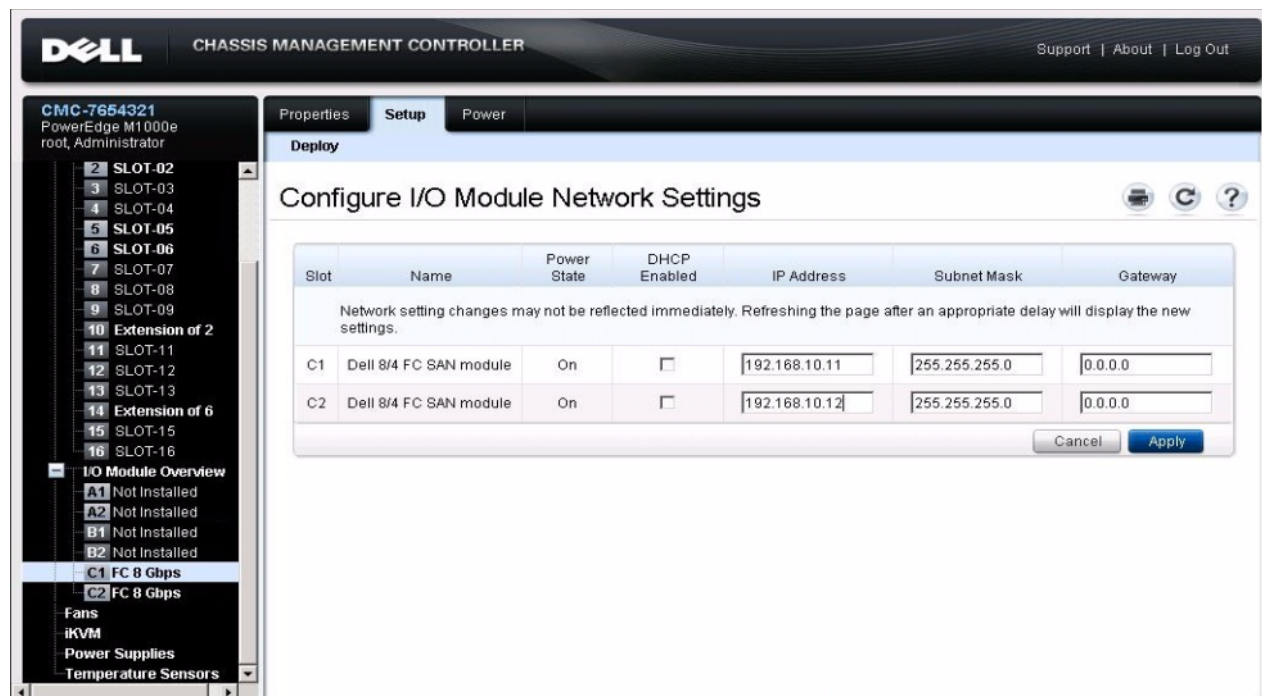 DELL CHASSIS MANAGEMENT CONTROLLER Support | About | Log Out
CMC-7654321
PowerEdge M1000e
root, Administrator
2 SLOT-02
3 SLOT-03
4 SLOT-04
5 SLOT-05
6 SLOT-06
7 SLOT-07
8 SLOT-08
9 SLOT-09
10 Extension of 2
11 SLOT-11
12 SLOT-12
13 SLOT-13
14 Extension of 6
15 SLOT-15
16 SLOT-16
I/O Module Overview
A1 Not Installed
A2 Not Installed
B1 Not Installed
B2 Not Installed
C1 FC 8 Gbps
C2 FC 8 Gbps
Fans
iKVM
Power Supplies
Temperature Sensors
Properties Setup Power
Deploy
Configure I/O Module Network Settings
Slot Name Power State DHCP Enabled IP Address Subnet Mask Gateway
Network setting changes may not be reflected immediately. Refreshing the page after an appropriate delay will display the new
settings.
C1 Dell 8/4 FC SAN module On 192.168.10.11 255.255.255.0 0.0.0.0
C2 Dell 8/4 FC SAN module On 192.168.10.12 255.255.255.0 0.0.0.0
Cancel Apply